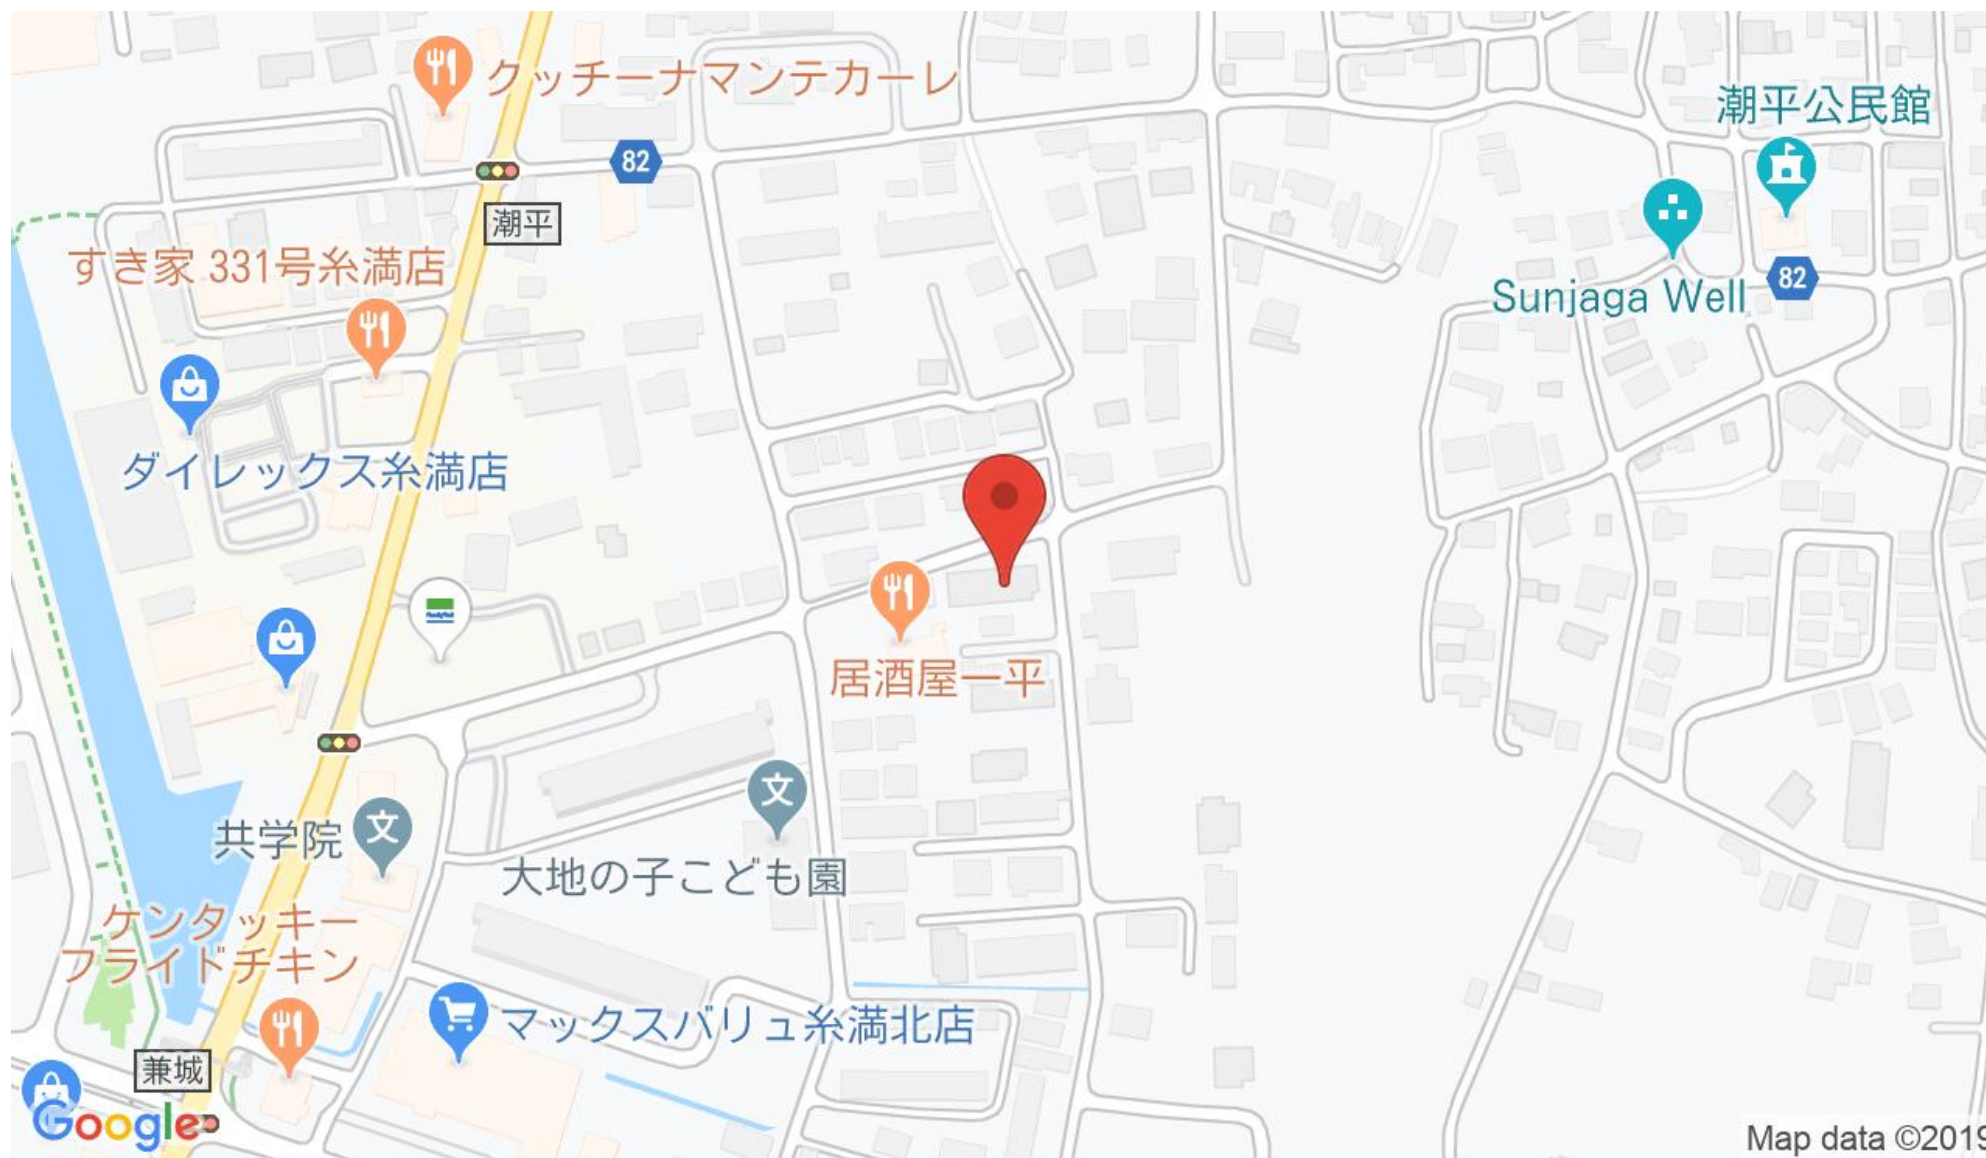 クッチーナマンテカーレ
潮平公民館
82
潮平
すき家 331号糸満店
82
Sunjaga Well
ダイレックス糸満店
居酒屋一平
文
文
共学院
大地の子こども園
ケンタッキー
フライドチキン
マックスバリュ糸満北店
兼城
Google
Map data ©2019